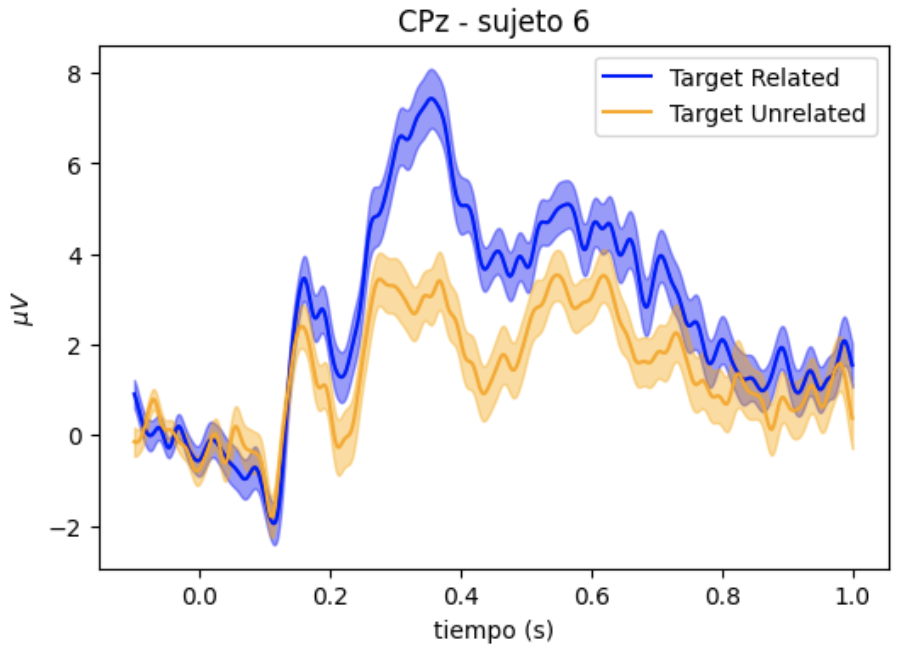 CPz - sujeto 6
Target Related
Target Unrelated
8
6
4
2
0
−2
μV
0.0 0.2 0.4 0.6 0.8 1.0
tiempo (s)